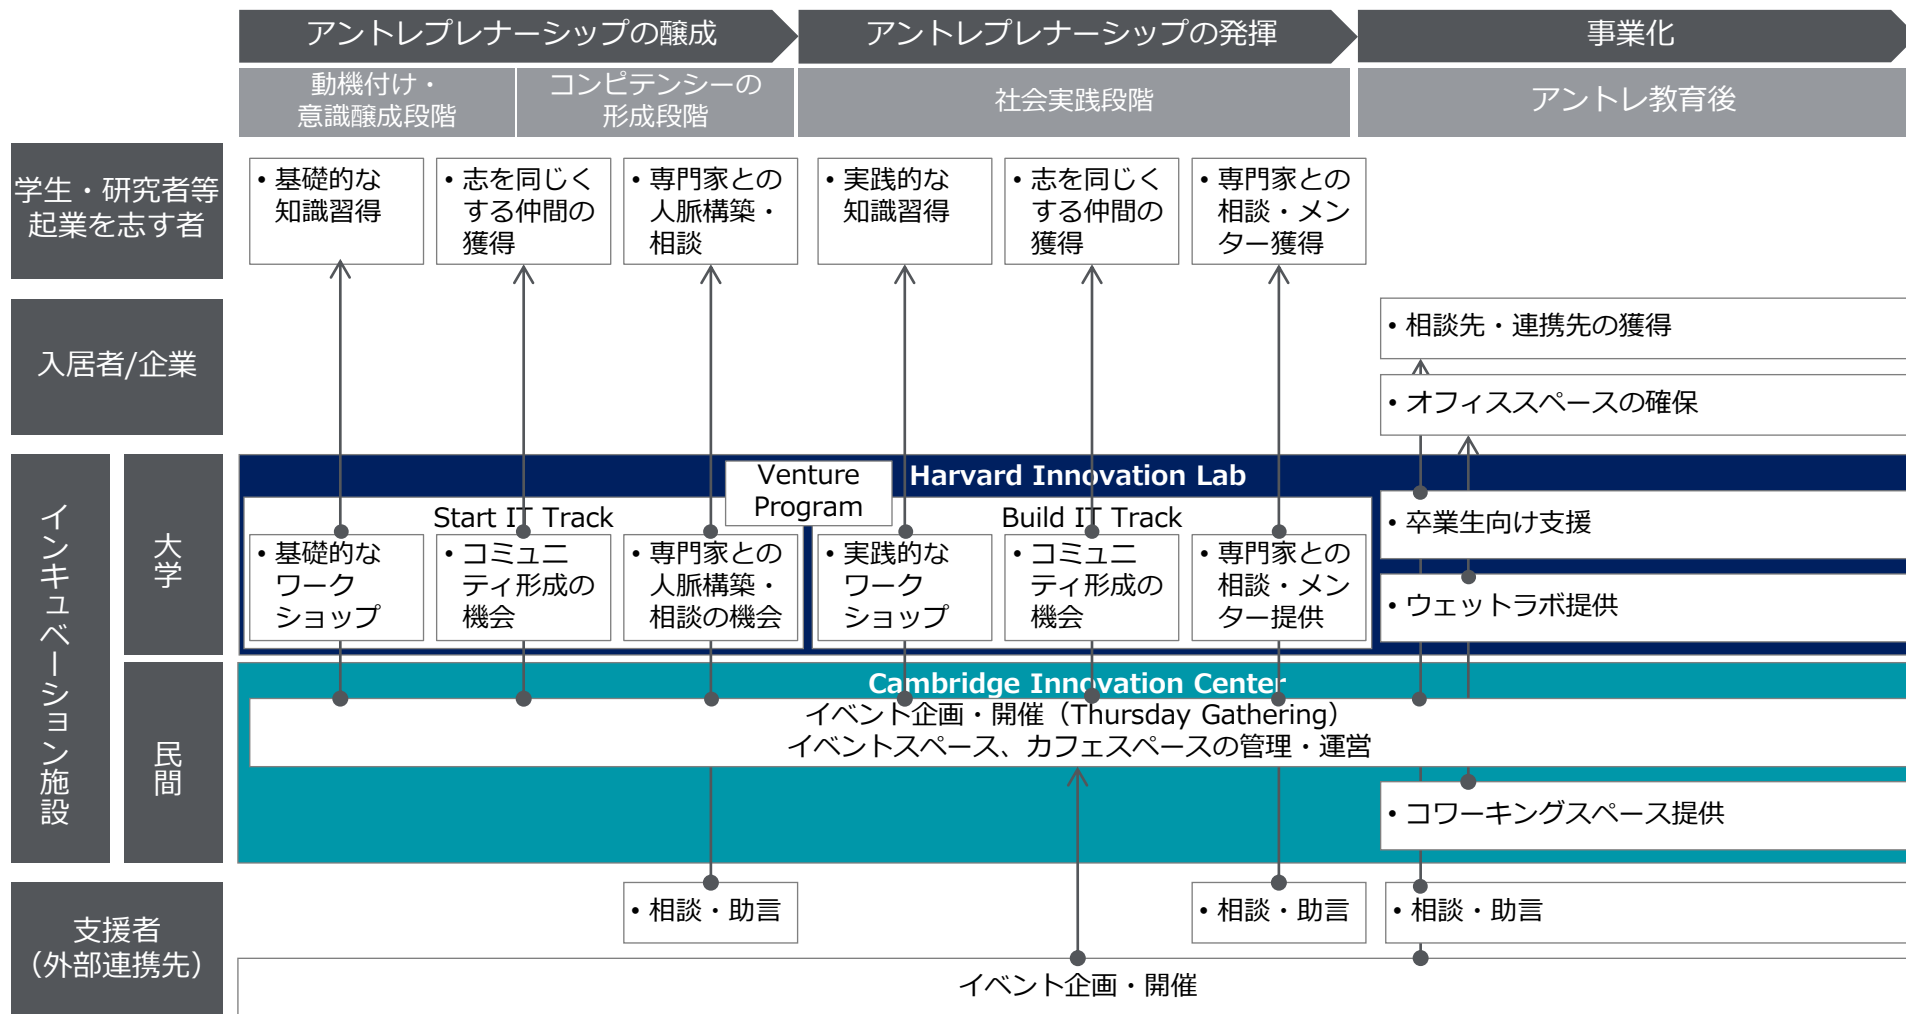 アントレプレナーシップの醸成
アントレプレナーシップの発揮
事業化
動機付け・
意識醸成段階
コンピテンシーの
形成段階
社会実践段階
アントレ教育後
学生・研究者等
起業を志す者
• 基礎的な
知識習得
• 志を同じく
する仲間の
獲得
• 専門家との
人脈構築・
相談
• 実践的な
知識習得
• 志を同じく
する仲間の
獲得
• 専門家との
相談・メン
ター獲得
入居者/企業
• 相談先・連携先の獲得
• オフィススペースの確保
インキュベーション施設
大学
Harvard Innovation Lab
Venture
Program
Start IT Track
Build IT Track
• 基礎的な
ワーク
ショップ
• コミュニ
ティ形成の
機会
• 専門家との
人脈構築・
相談の機会
• 実践的な
ワーク
ショップ
• コミュニ
ティ形成の
機会
• 専門家との
相談・メン
ター提供
• 卒業生向け支援
• ウェットラボ提供
民間
Cambridge Innovation Center
イベント企画・開催（Thursday Gathering）
イベントスペース、カフェスペースの管理・運営
• コワーキングスペース提供
支援者
（外部連携先）
• 相談・助言
• 相談・助言
• 相談・助言
イベント企画・開催